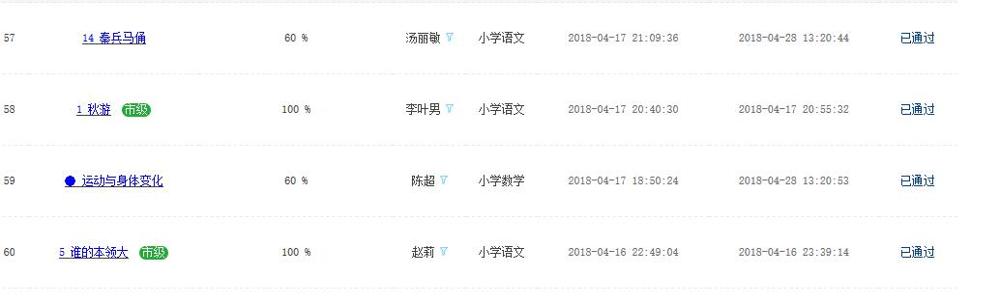 57 14 秦兵马俑 60 % 汤丽敏 小学语文 2018-04-17 21:09:36 2018-04-28 13:20:44 已通过
58 1 秋游 市级 100 % 李叶男 小学语文 2018-04-17 20:40:30 2018-04-17 20:55:32 已通过
59 ● 运动与身体变化 60 % 陈超 小学数学 2018-04-17 18:50:24 2018-04-28 13:20:53 已通过
60 5 谁的本领大 市级 100 % 赵莉 小学语文 2018-04-16 22:49:04 2018-04-16 23:39:14 已通过